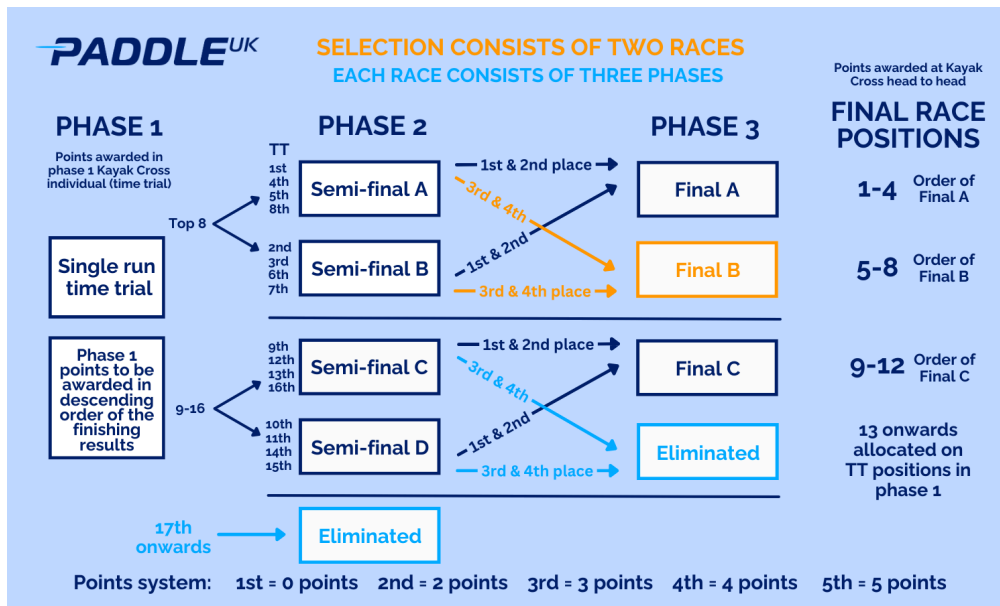 PADDLE UK
SELECTION CONSISTS OF TWO RACES
EACH RACE CONSISTS OF THREE PHASES
Points awarded at Kayak
Cross head to head
FINAL RACE
POSITIONS
PHASE 1
Points awarded in
phase 1 Kayak Cross
individual (time trial)
PHASE 2
PHASE 3
TT
1st
4th
5th
8th
Semi-final A
1st & 2nd place
3rd & 4th
Final A
1-4
Order of
Final A
Top 8
Single run
time trial
2nd
3rd
6th
7th
Semi-final B
1st & 2nd
3rd & 4th place
Final B
5-8
Order of
Final B
Phase 1
points to be
awarded in
descending
order of the
finishing
results
9-16
9th
12th
13th
16th
Semi-final C
1st & 2nd place
3rd & 4th
Final C
9-12
Order of
Final C
10th
11th
14th
15th
Semi-final D
1st & 2nd
3rd & 4th place
Eliminated
13 onwards
allocated on
TT positions in
phase 1
17th
onwards
Eliminated
Points system: 1st = 0 points 2nd = 2 points 3rd = 3 points 4th = 4 points 5th = 5 points